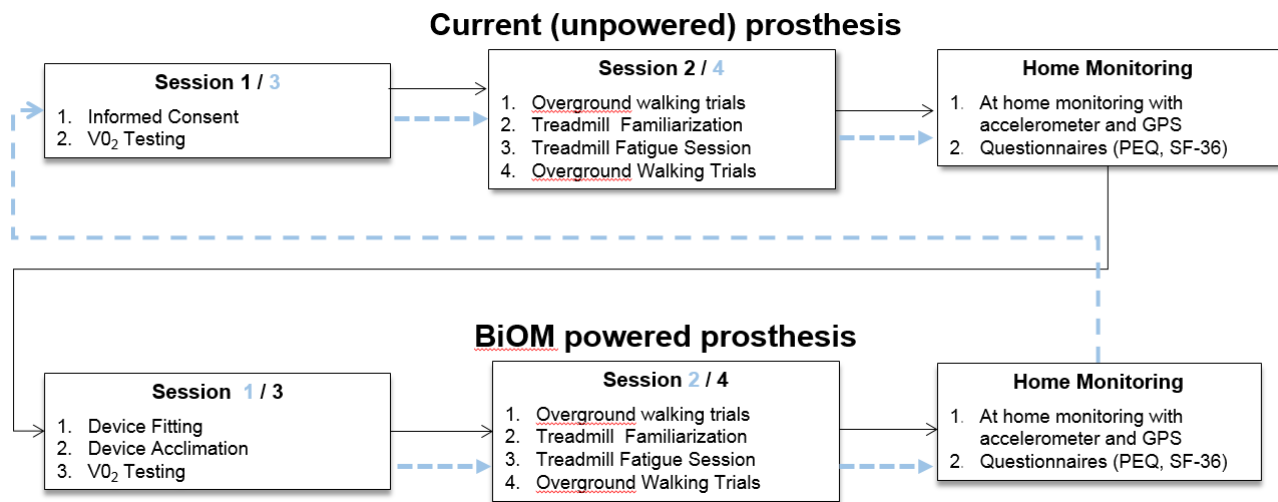 Current (unpowered) prosthesis
Session 1 / 3
1. Informed Consent
2. V0₂ Testing
Session 2 / 4
1. Overground walking trials
2. Treadmill Familiarization
3. Treadmill Fatigue Session
4. Overground Walking Trials
Home Monitoring
1. At home monitoring with
accelerometer and GPS
2. Questionnaires (PEQ, SF-36)
BiOM powered prosthesis
Session 1 / 3
1. Device Fitting
2. Device Acclimation
3. V0₂ Testing
Session 2 / 4
1. Overground walking trials
2. Treadmill Familiarization
3. Treadmill Fatigue Session
4. Overground Walking Trials
Home Monitoring
1. At home monitoring with
accelerometer and GPS
2. Questionnaires (PEQ, SF-36)